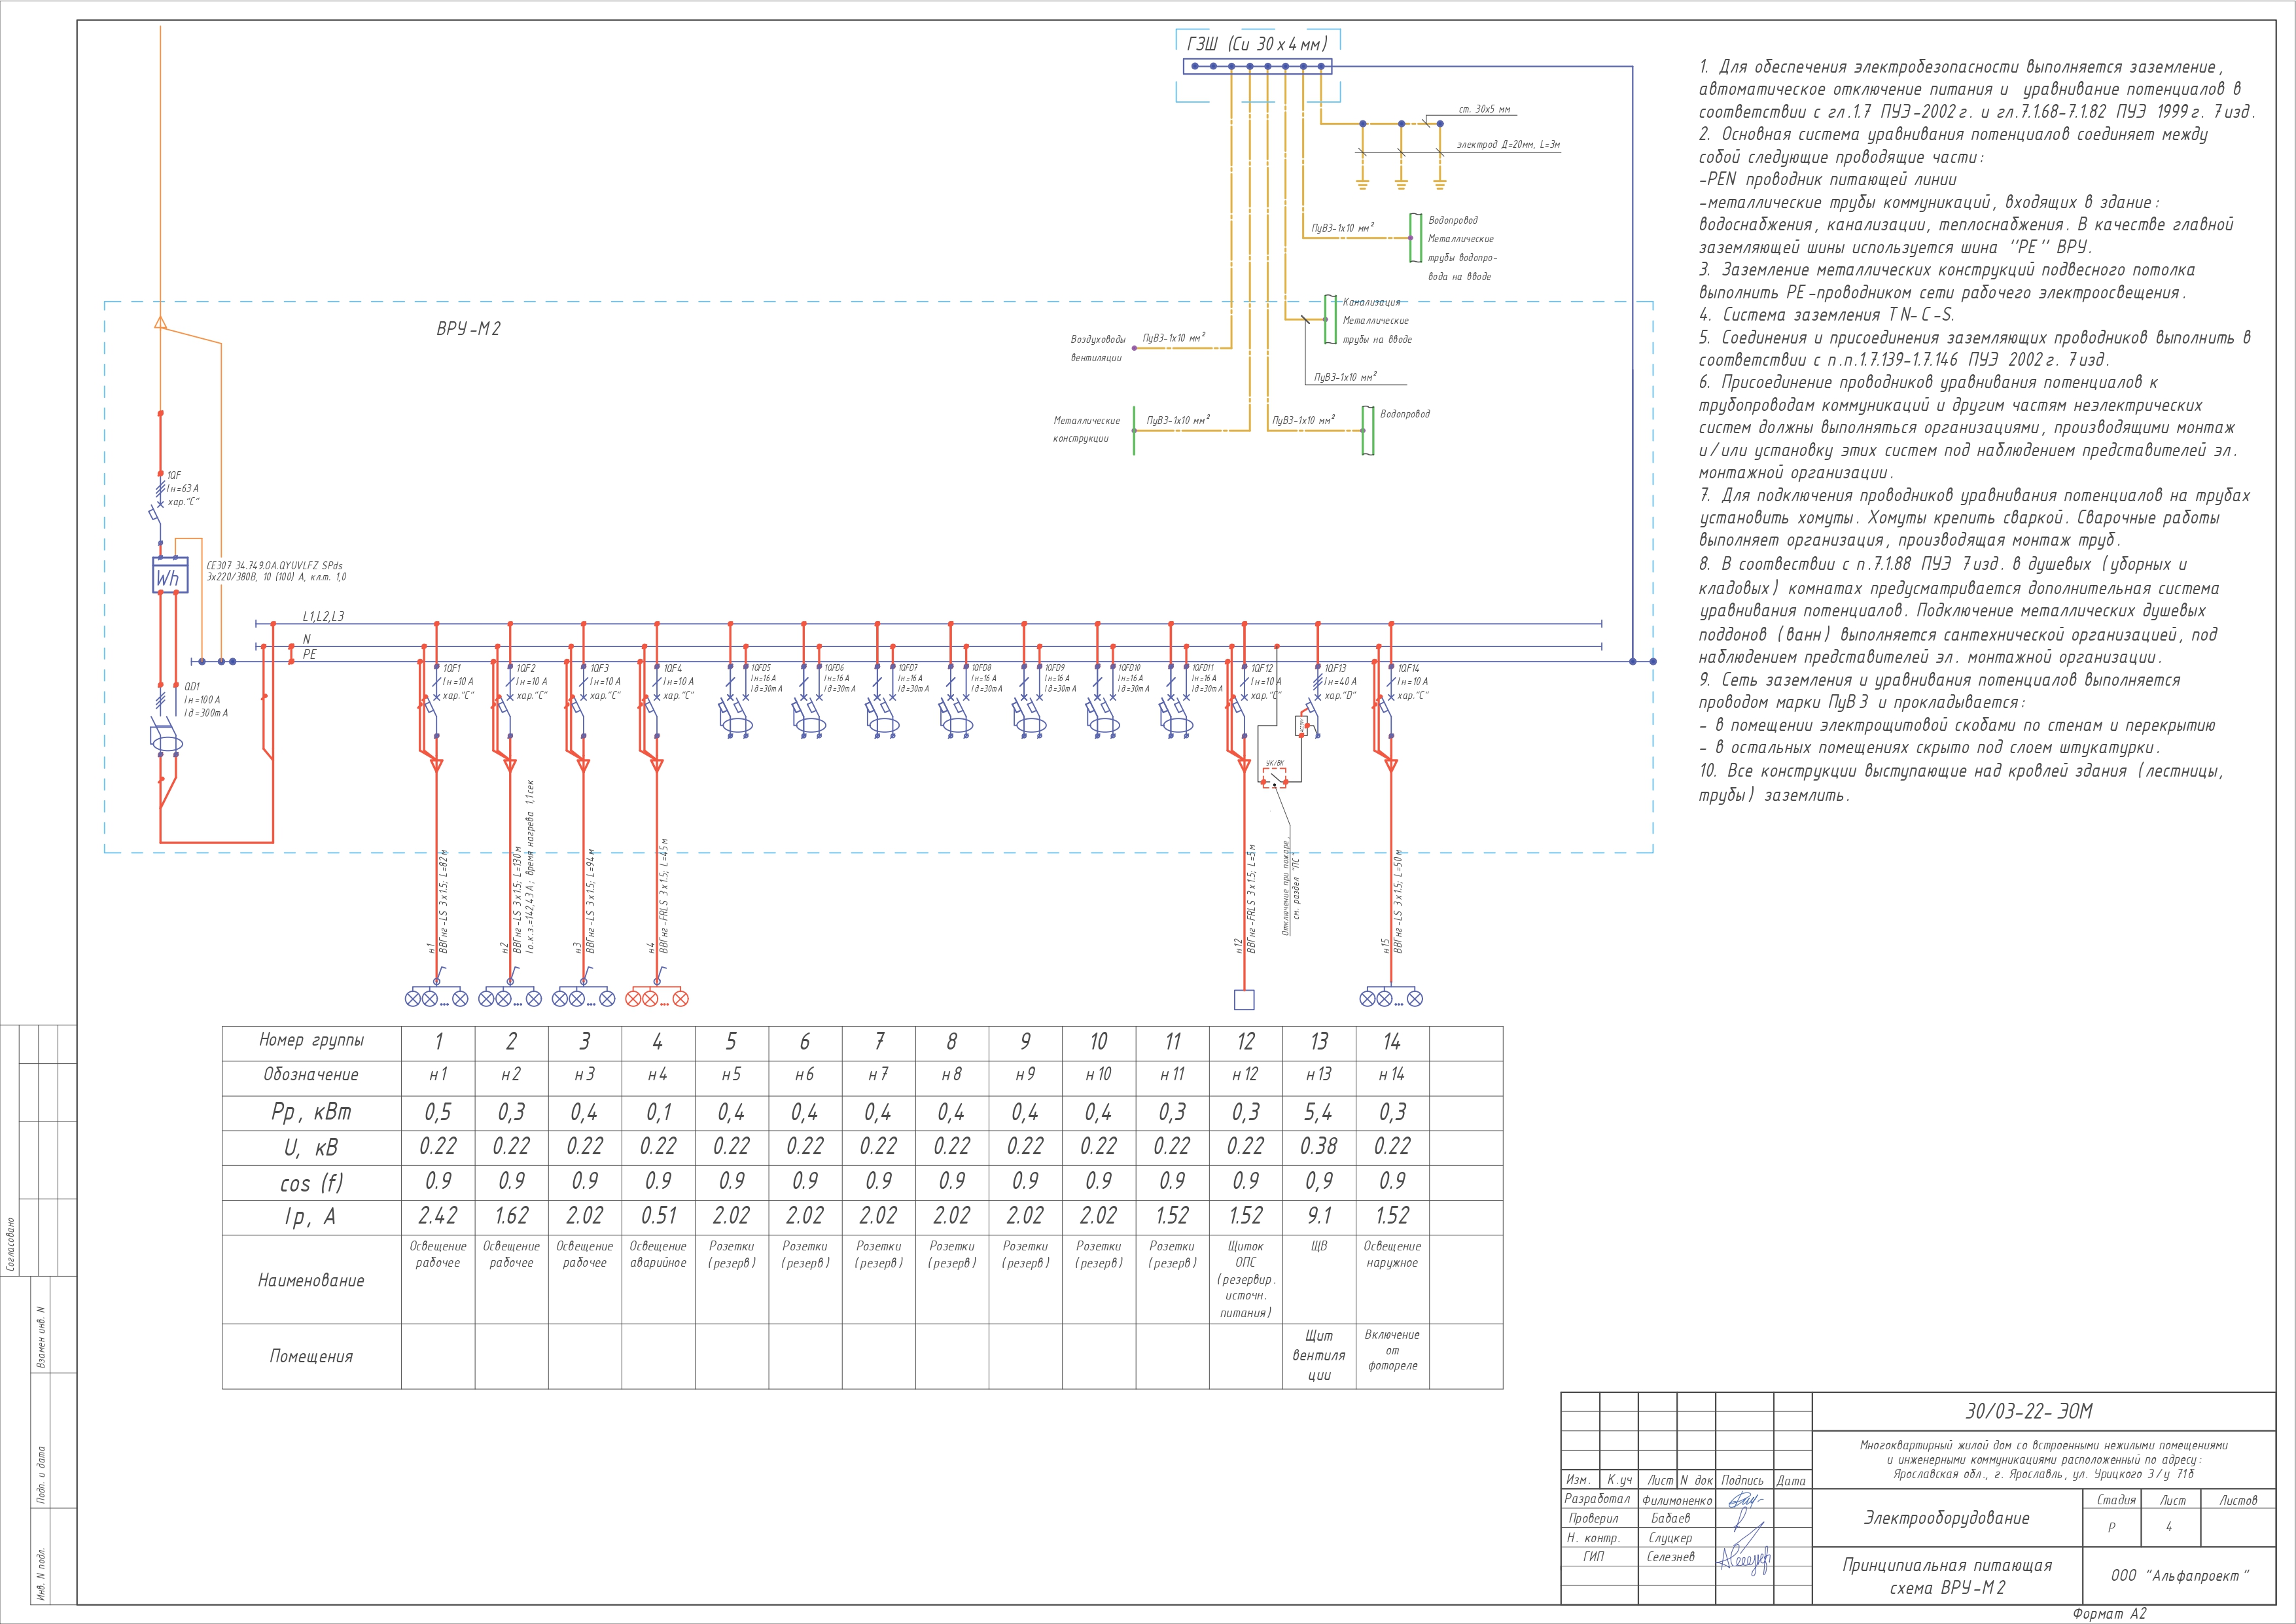 ГЗШ (Си 30 х 4 мм)
ст. 30х5 мм
электрод Д=20мм, L=3м
ПуВ3-1х10 мм²
Водопровод
Металлические
трубы водопро-
вода на вводе
Канализация
Металлические
трубы на вводе
ПуВ3-1х10 мм²
Воздуховоды
вентиляции
ПуВ3-1х10 мм²
Металлические
конструкции
ПуВ3-1х10 мм²
ПуВ3-1х10 мм²
Водопровод
ВРУ-М2
1QF
Iн=63 А
хар."С"
Wh
CE307 34.749.OA.QYUVLFZ SPds
3х220/380В, 10 (100) А, кл.т. 1,0
QD1
Iн=100 А
Iд=300mA
L1,L2,L3
N
PE
1QF1
Iн=10 А
хар."С"
1QF2
Iн=10 А
хар."С"
1QF3
Iн=10 А
хар."С"
1QF4
Iн=10 А
хар."С"
1QFD5
Iн=16 А
Iд=30mA
1QFD6
Iн=16 А
Iд=30mA
1QFD7
Iн=16 А
Iд=30mA
1QFD8
Iн=16 А
Iд=30mA
1QFD9
Iн=16 А
Iд=30mA
1QFD10
Iн=16 А
Iд=30mA
1QFD11
Iн=16 А
Iд=30mA
1QF12
Iн=10 А
хар."С"
1QF13
Iн=40 А
хар."D"
1QF14
Iн=10 А
хар."С"
УК/ВК
н1
ВВГнг-LS 3х1.5; L=82м
н2
ВВГнг-LS 3х1.5; L=130м
Iо.к.з.=142,43А; время нагрева 1,1сек
н3
ВВГнг-LS 3х1.5; L=94м
н4
ВВГнг-FRLS 3х1.5; L=45м
н12
ВВГнг-FRLS 3х1.5; L=5м
Отключение при пожаре,
см. раздел "ПС"
н15
ВВГнг-LS 3х1.5; L=50м
Номер группы 1 2 3 4 5 6 7 8 9 10 11 12 13 14
Обозначение н1 н2 н3 н4 н5 н6 н7 н8 н9 н10 н11 н12 н13 н14
Рр, кВт 0,5 0,3 0,4 0,1 0,4 0,4 0,4 0,4 0,4 0,4 0,3 0,3 5,4 0,3
U, кВ 0.22 0.22 0.22 0.22 0.22 0.22 0.22 0.22 0.22 0.22 0.22 0.22 0.38 0.22
cos (f) 0.9 0.9 0.9 0.9 0.9 0.9 0.9 0.9 0.9 0.9 0.9 0.9 0,9 0.9
Iр, А 2.42 1.62 2.02 0.51 2.02 2.02 2.02 2.02 2.02 2.02 1.52 1.52 9.1 1.52
Наименование
Освещение
рабочее
Освещение
рабочее
Освещение
рабочее
Освещение
аварийное
Розетки
(резерв)
Розетки
(резерв)
Розетки
(резерв)
Розетки
(резерв)
Розетки
(резерв)
Розетки
(резерв)
Розетки
(резерв)
Щиток
ОПС
(резервир.
источн.
питания)
ЩВ
Освещение
наружное
Помещения
Щит
вентиля
ции
Включение
от
фотореле
1. Для обеспечения электробезопасности выполняется заземление,
автоматическое отключение питания и уравнивание потенциалов в
соответствии с гл.1.7 ПУЭ-2002г. и гл.7.1.68-7.1.82 ПУЭ 1999г. 7изд.
2. Основная система уравнивания потенциалов соединяет между
собой следующие проводящие части:
-PEN проводник питающей линии
-металлические трубы коммуникаций, входящих в здание:
водоснабжения, канализации, теплоснабжения. В качестве главной
заземляющей шины используется шина "РЕ" ВРУ.
3. Заземление металлических конструкций подвесного потолка
выполнить РЕ-проводником сети рабочего электроосвещения.
4. Система заземления TN-C-S.
5. Соединения и присоединения заземляющих проводников выполнить в
соответствии с п.п.1.7.139-1.7.146 ПУЭ 2002г. 7изд.
6. Присоединение проводников уравнивания потенциалов к
трубопроводам коммуникаций и другим частям неэлектрических
систем должны выполняться организациями, производящими монтаж
и/или установку этих систем под наблюдением представителей эл.
монтажной организации.
7. Для подключения проводников уравнивания потенциалов на трубах
установить хомуты. Хомуты крепить сваркой. Сварочные работы
выполняет организация, производящая монтаж труб.
8. В соотвествии с п.7.1.88 ПУЭ 7изд. в душевых (уборных и
кладовых) комнатах предусматривается дополнительная система
уравнивания потенциалов. Подключение металлических душевых
поддонов (ванн) выполняется сантехнической организацией, под
наблюдением представителей эл. монтажной организации.
9. Сеть заземления и уравнивания потенциалов выполняется
проводом марки ПуВ3 и прокладывается:
- в помещении электрощитовой скобами по стенам и перекрытию
- в остальных помещениях скрыто под слоем штукатурки.
10. Все конструкции выступающие над кровлей здания (лестницы,
трубы) заземлить.
Согласовано
Взамен инв. N
Подп. и дата
Инв. N подл.
30/03-22-ЭОМ
Многоквартирный жилой дом со встроенными нежилыми помещениями
и инженерными коммуникациями расположенный по адресу:
Ярославская обл., г. Ярославль, ул. Урицкого 3/у 71б
Изм. К.уч Лист N док Подпись Дата
Разработал Филимоненко
Проверил Бабаев
Н. контр. Слуцкер
ГИП Селезнев
Электрооборудование
Стадия Лист Листов
Р 4
Принципиальная питающая
схема ВРУ-М2
ООО "Альфапроект"
Формат А2